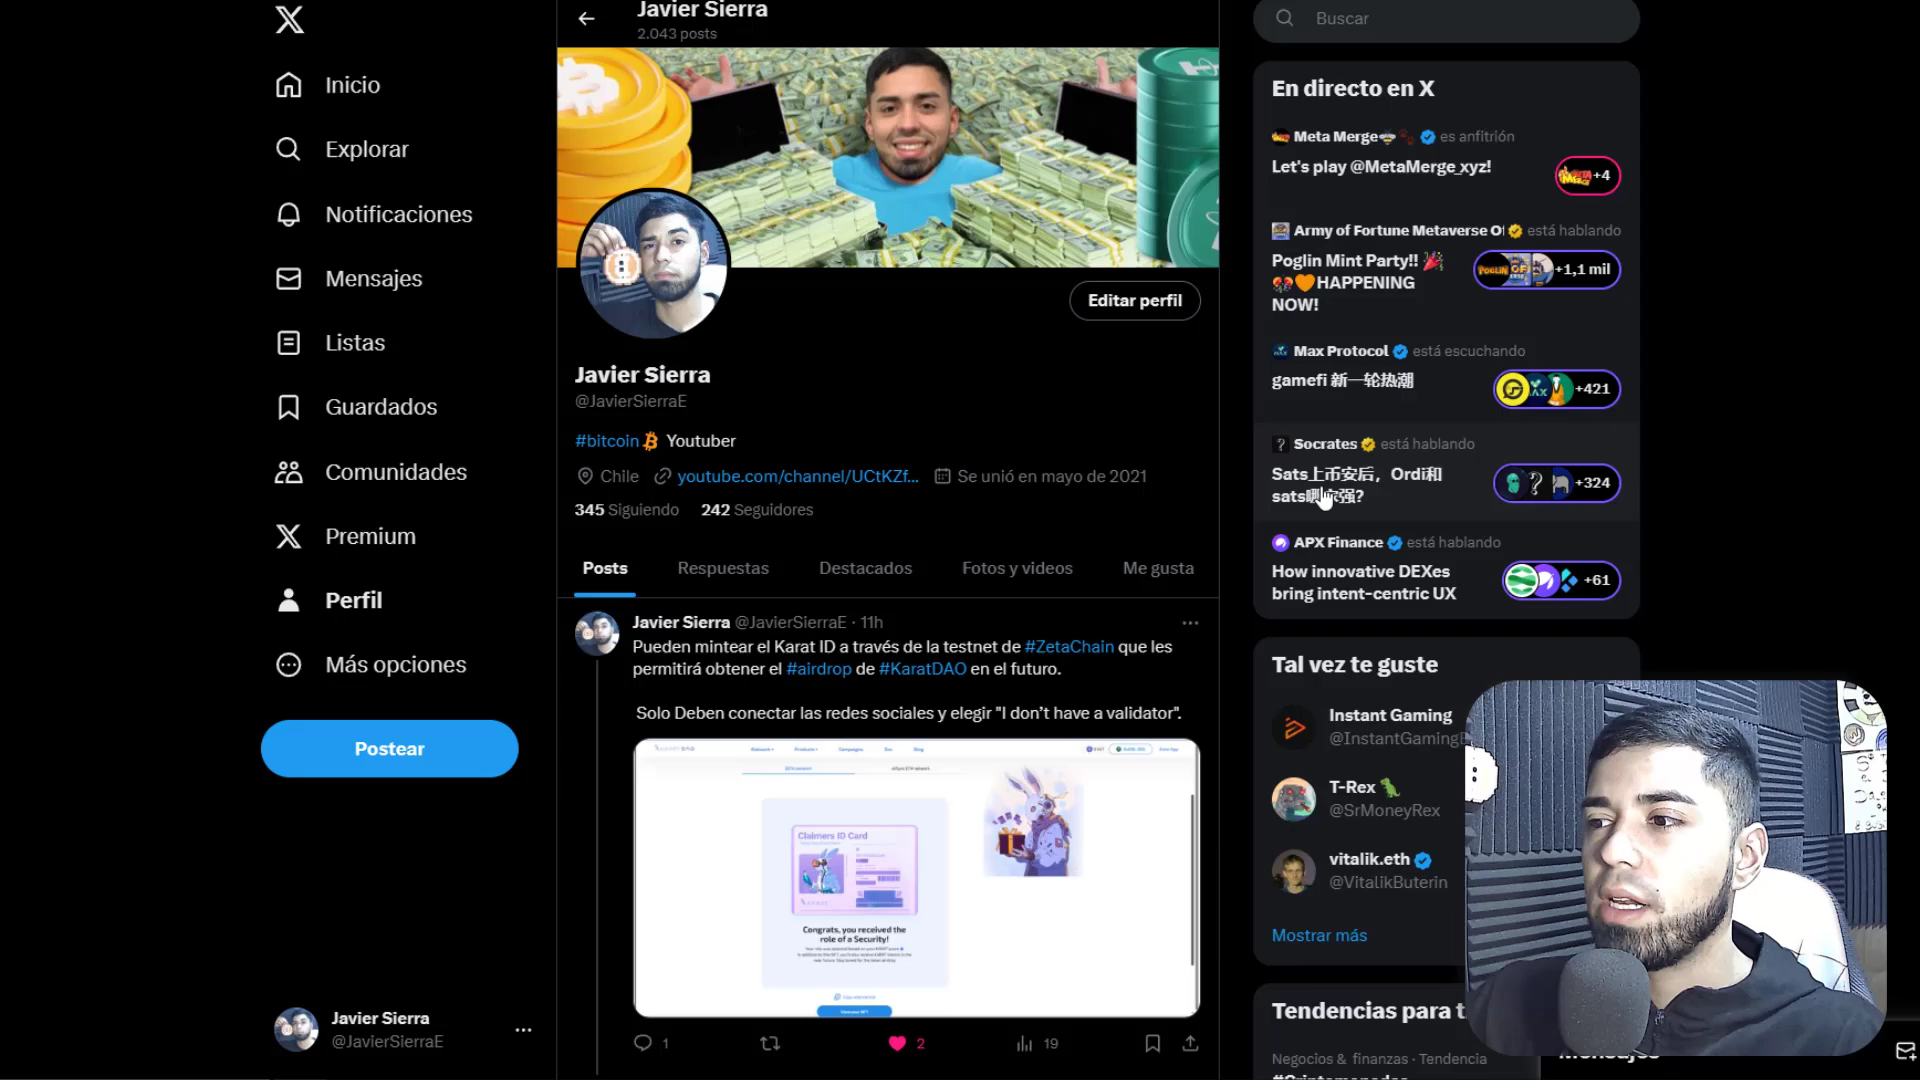 Inicio
Explorar
Notificaciones
Mensajes
Listas
Guardados
Comunidades
Premium
Perfil
Más opciones
Postear
Javier Sierra
@JavierSierraE
Javier Sierra
2.043 posts
Editar perfil
Javier Sierra
@JavierSierraE
#bitcoin Youtuber
Chile youtube.com/channel/UCtKZf... Se unió en mayo de 2021
345 Siguiendo 242 Seguidores
Posts Respuestas Destacados Fotos y videos Me gusta
Javier Sierra @JavierSierraE · 11h
Pueden mintear el Karat ID a través de la testnet de #ZetaChain que les
permitirá obtener el #airdrop de #KaratDAO en el futuro.
Solo Deben conectar las redes sociales y elegir "I don’t have a validator".
Claimers ID Card
Congrats, you received the
role of a Security!
1 2 19
Buscar
En directo en X
Meta Merge es anfitrión
Let's play @MetaMerge_xyz!
+4
Army of Fortune Metaverse está hablando
Poglin Mint Party!!
HAPPENING
NOW!
+1,1 mil
Max Protocol está escuchando
gamefi 新一轮热潮
+421
Socrates está hablando
Sats上币安后，Ordi和
sats强?
+324
APX Finance está hablando
How innovative DEXes
bring intent-centric UX
+61
Tal vez te guste
Instant Gaming
@InstantGaming
T-Rex
@SrMoneyRex
vitalik.eth
@VitalikButerin
Mostrar más
Tendencias para t
Negocios & finanzas · Tendencia